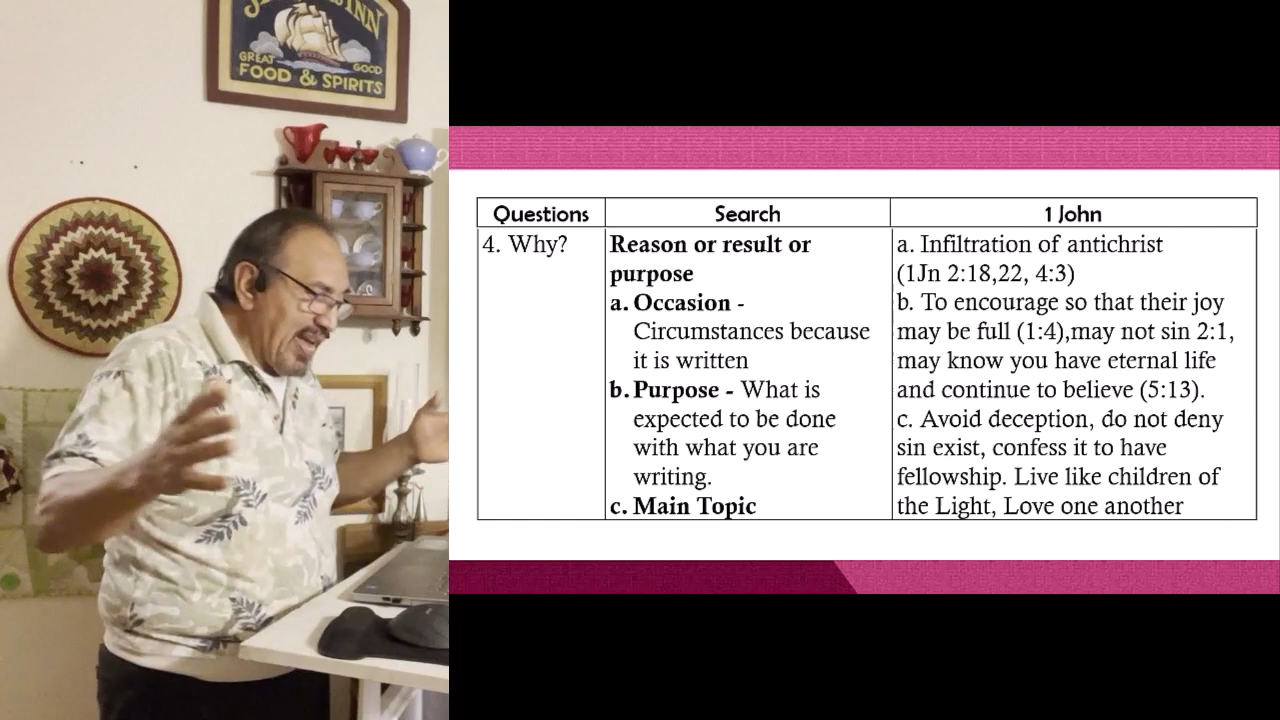 INN
GREAT GOOD
FOOD & SPIRITS
Questions Search 1 John
4. Why?
Reason or result or
purpose
a. Occasion -
Circumstances because
it is written
b. Purpose - What is
expected to be done
with what you are
writing.
c. Main Topic
a. Infiltration of antichrist
(1Jn 2:18,22, 4:3)
b. To encourage so that their joy
may be full (1:4),may not sin 2:1,
may know you have eternal life
and continue to believe (5:13).
c. Avoid deception, do not deny
sin exist, confess it to have
fellowship. Live like children of
the Light, Love one another